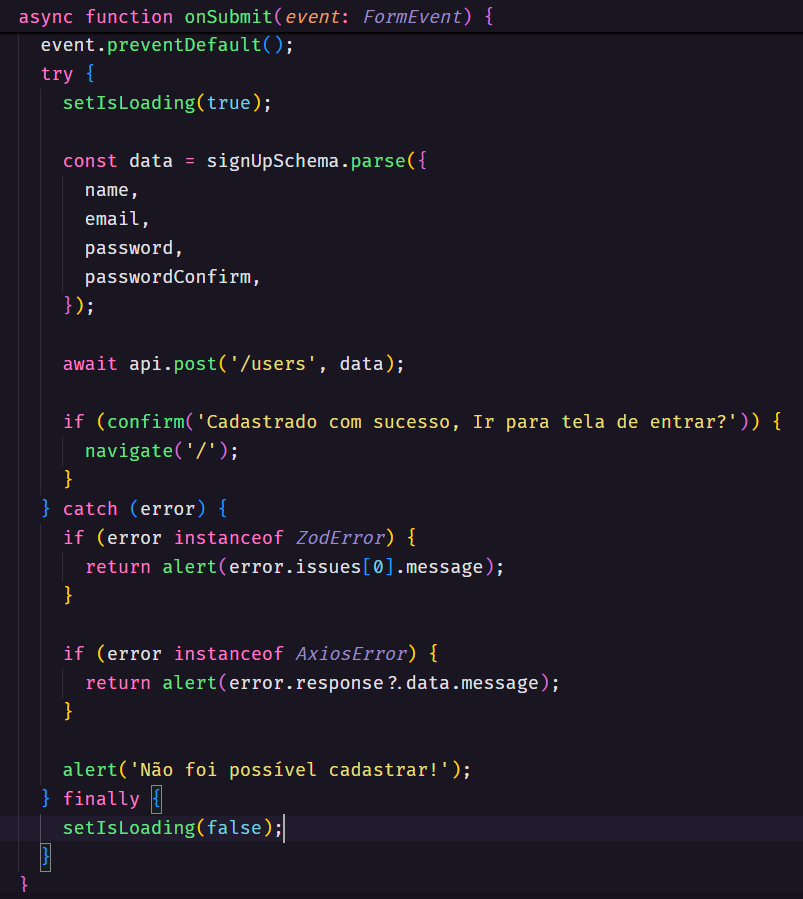 async function onSubmit(event: FormEvent) {
  event.preventDefault();
  try {
    setIsLoading(true);

    const data = signUpSchema.parse({
      name,
      email,
      password,
      passwordConfirm,
    });

    await api.post('/users', data);

    if (confirm('Cadastrado com sucesso, Ir para tela de entrar?')) {
      navigate('/');
    }
  } catch (error) {
    if (error instanceof ZodError) {
      return alert(error.issues[0].message);
    }

    if (error instanceof AxiosError) {
      return alert(error.response?.data.message);
    }

    alert('Não foi possível cadastrar!');
  } finally {
    setIsLoading(false);
  }
}